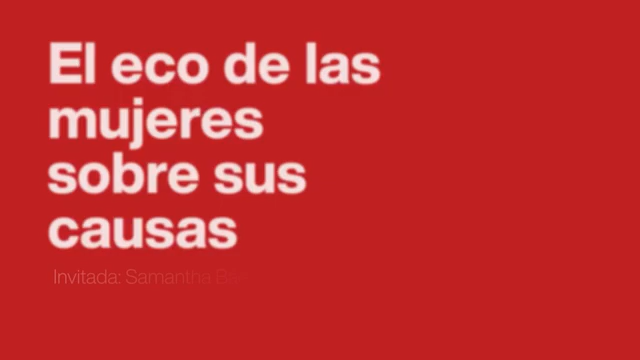 El eco de las
mujeres
sobre sus
causas
Invitada: Samantha